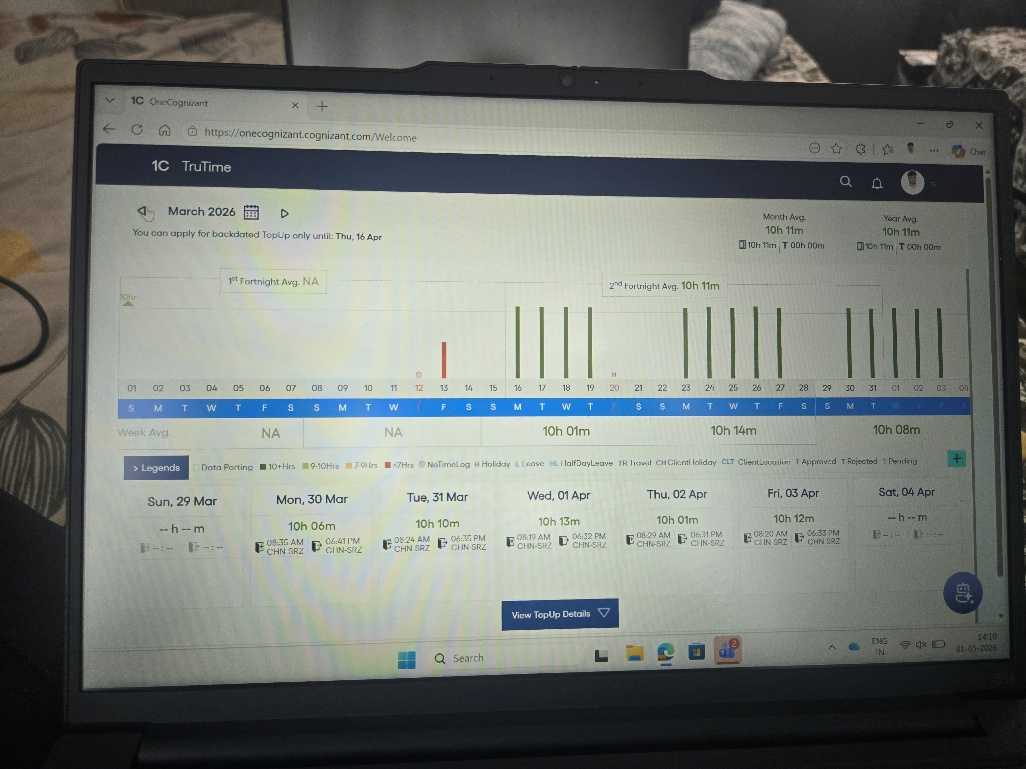 1C OneCognizant
https://onecognizant.cognizant.com/Welcome
Chat
1C TruTime
March 2026
You can apply for backdated TopUp only until: Thu, 16 Apr
Month Avg.
10h 11m
10h 11m | T 00h 00m
Year Avg.
10h 11m
10h 11m | T 00h 00m
1st Fortnight Avg. NA
2nd Fortnight Avg. 10h 11m
10hr
H
01 02 03 04 05 06 07 08 09 10 11 12 13 14 15 16 17 18 19 20 21 22 23 24 25 26 27 28 29 30 31 01 02 03 04
S M T W T F S S M T W T F S S M T W T F S S M T W T F S S M T W T F
Week Avg. NA NA 10h 01m 10h 14m 10h 08m
> Legends Data Porting 10+Hrs 9-10Hrs 7-9Hrs <7Hrs NoTimeLog H Holiday L Leave HL HalfDayLeave TR Travel CH ClientHoliday CLT ClientLocation T Approved T Rejected T Pending
+
Sun, 29 Mar Mon, 30 Mar Tue, 31 Mar Wed, 01 Apr Thu, 02 Apr Fri, 03 Apr Sat, 04 Apr
-- h -- m 10h 06m 10h 10m 10h 13m 10h 01m 10h 12m -- h -- m
--:-- --:-- 08:35 AM 06:41 PM 08:24 AM 06:35 PM 08:19 AM 06:32 PM 08:29 AM 06:31 PM 08:20 AM 06:33 PM --:-- --:--
CHN-SRZ CHN-SRZ CHN SRZ CHN-SRZ CHN-SRZ CHN-SRZ CHN SRZ CHN-SRZ CHN SRZ CHN-SRZ
View TopUp Details
Search
2
ENG
IN
14:10
01-05-2026